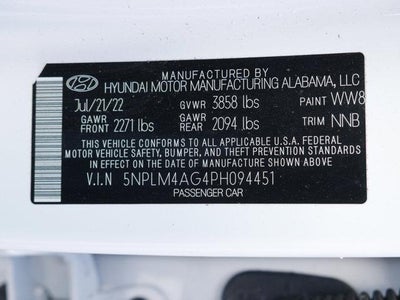 MANUFACTURED BY
HYUNDAI MOTOR MANUFACTURING ALABAMA, LLC
Jul/21/22 GVWR 3858 lbs PAINT WW8
GAWR FRONT 2271 lbs GAWR REAR 2094 lbs TRIM NNB
THIS VEHICLE CONFORMS TO ALL APPLICABLE U.S.A. FEDERAL
MOTOR VEHICLE SAFETY, BUMPER, AND THEFT PREVENTION STANDARDS
IN EFFECT ON THE DATE OF MANUFACTURE SHOWN ABOVE.
V.I.N 5NPLM4AG4PH094451
PASSENGER CAR